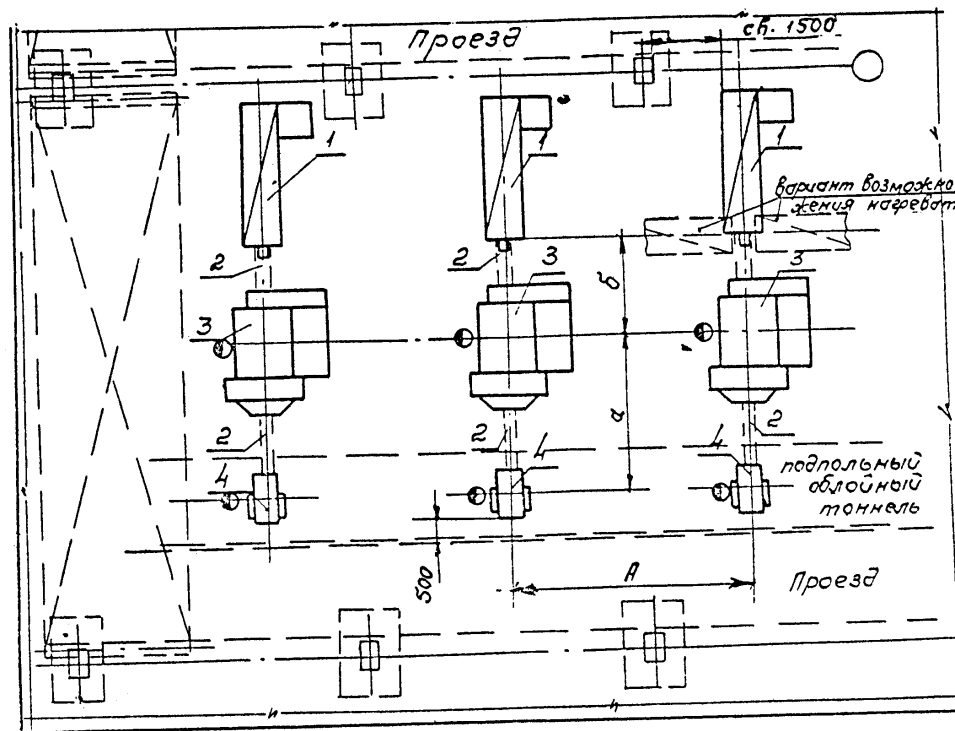 Проезд
св. 1500
1
1
1
вариант возможно
жения нагреват
2
2
3
3
б
3
а
2
2
2
4
4
4
подпольный
облойный
тоннель
500
А
Проезд